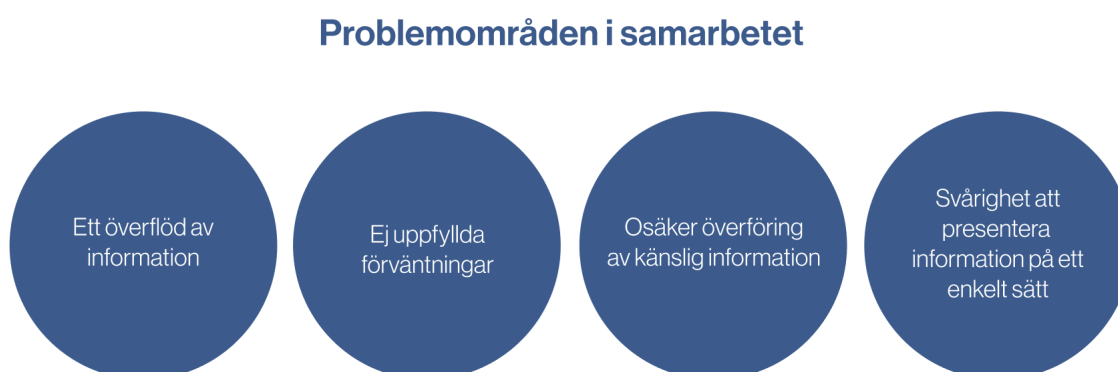 Problemområden i samarbetet
Ett överflöd av
information
Ej uppfyllda
förväntningar
Osäker överföring
av känslig information
Svårighet att
presentera
information på ett
enkelt sätt